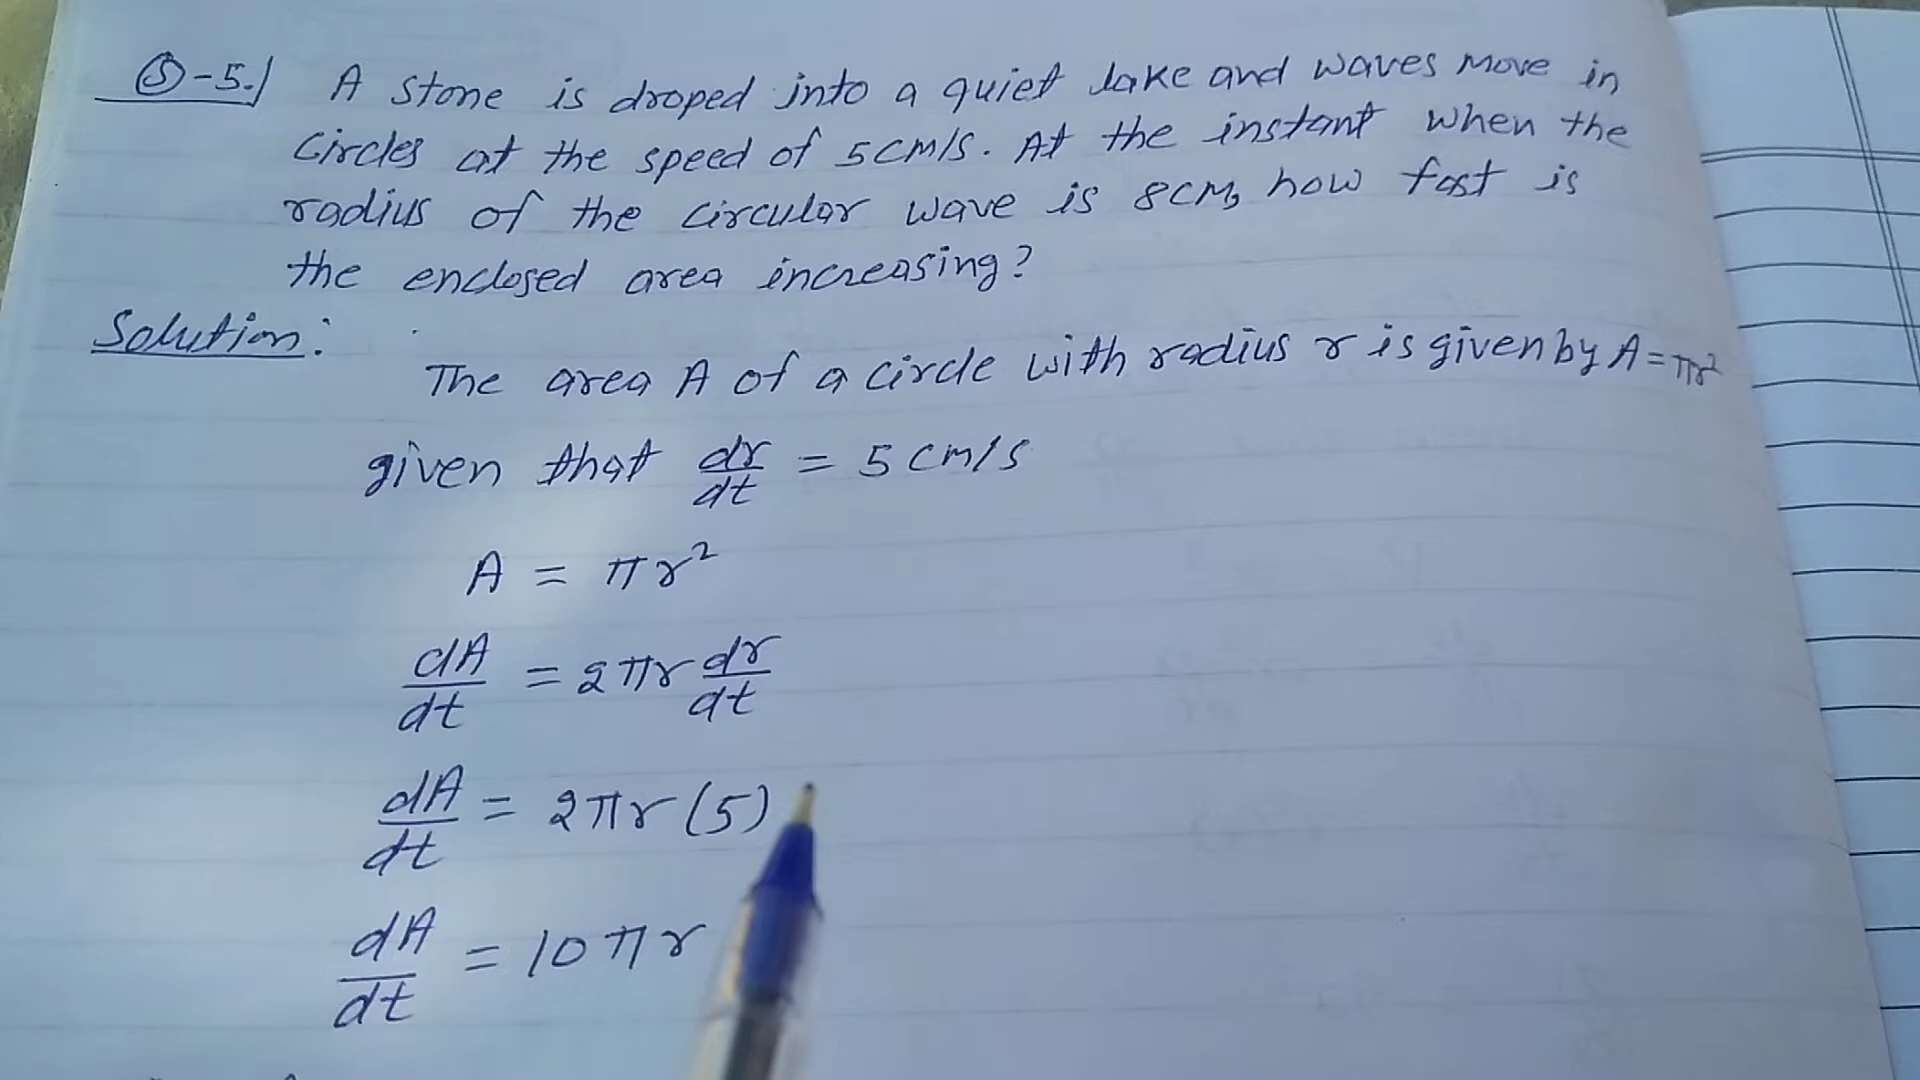 Ⓢ-5.) A stone is droped into a quiet lake and waves move in
circles at the speed of 5cm/s. At the instant when the
radius of the circular wave is 8cm, how fast is
the enclosed area increasing?
Solution:
The area A of a circle with radius r is given by A = πr²
given that dr/dt = 5 cm/s
A = πr²
dA/dt = 2πr dr/dt
dA/dt = 2πr (5)
dA/dt = 10πr